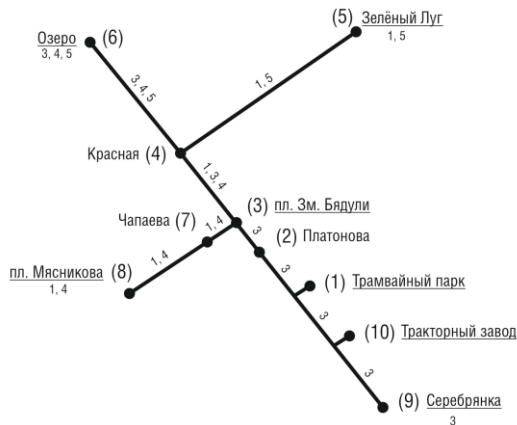 (5) Зелёный Луг
1, 5
Озеро (6)
3, 4, 5
3, 4, 5
1, 5
Красная (4)
1, 3, 4
(3) пл. Зм. Бядули
Чапаева (7)
1, 4
3
(2) Платонова
1, 4
3
пл. Мясникова (8)
1, 4
(1) Трамвайный парк
3
(10) Тракторный завод
3
(9) Серебрянка
3